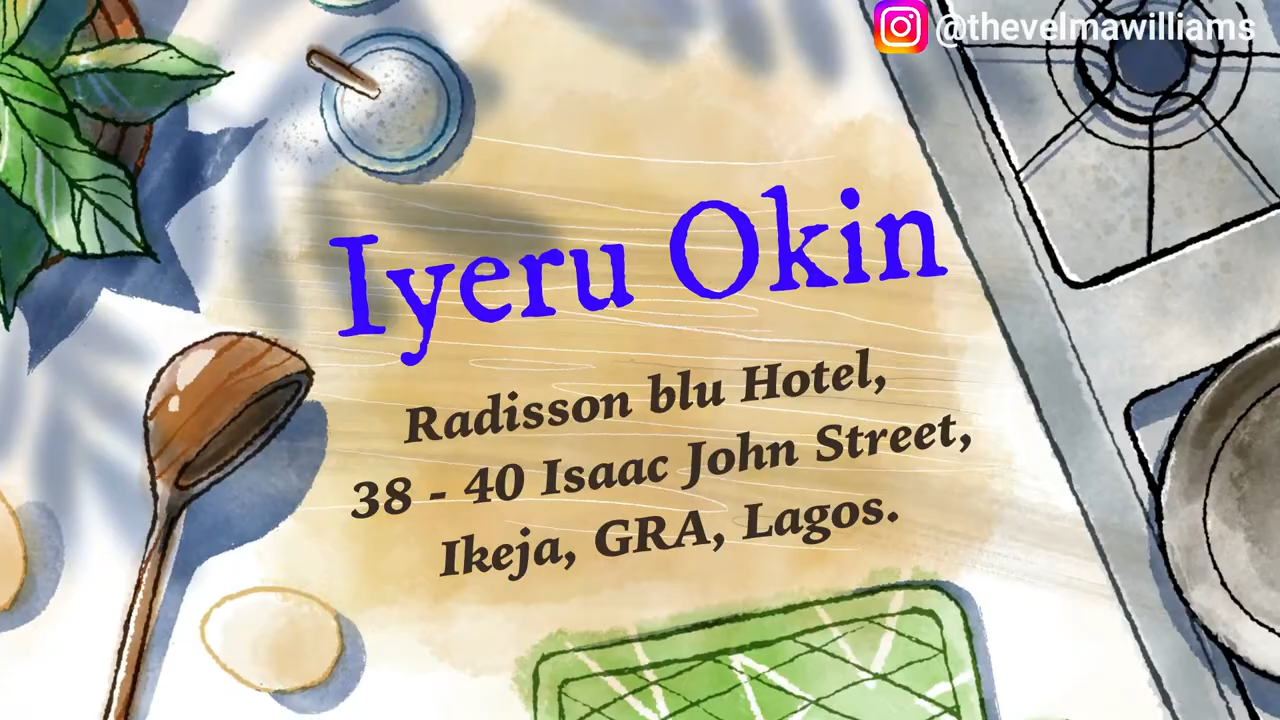 @thevelmawilliams
Iyeru Okin
Radisson blu Hotel,
38 - 40 Isaac John Street,
Ikeja, GRA, Lagos.